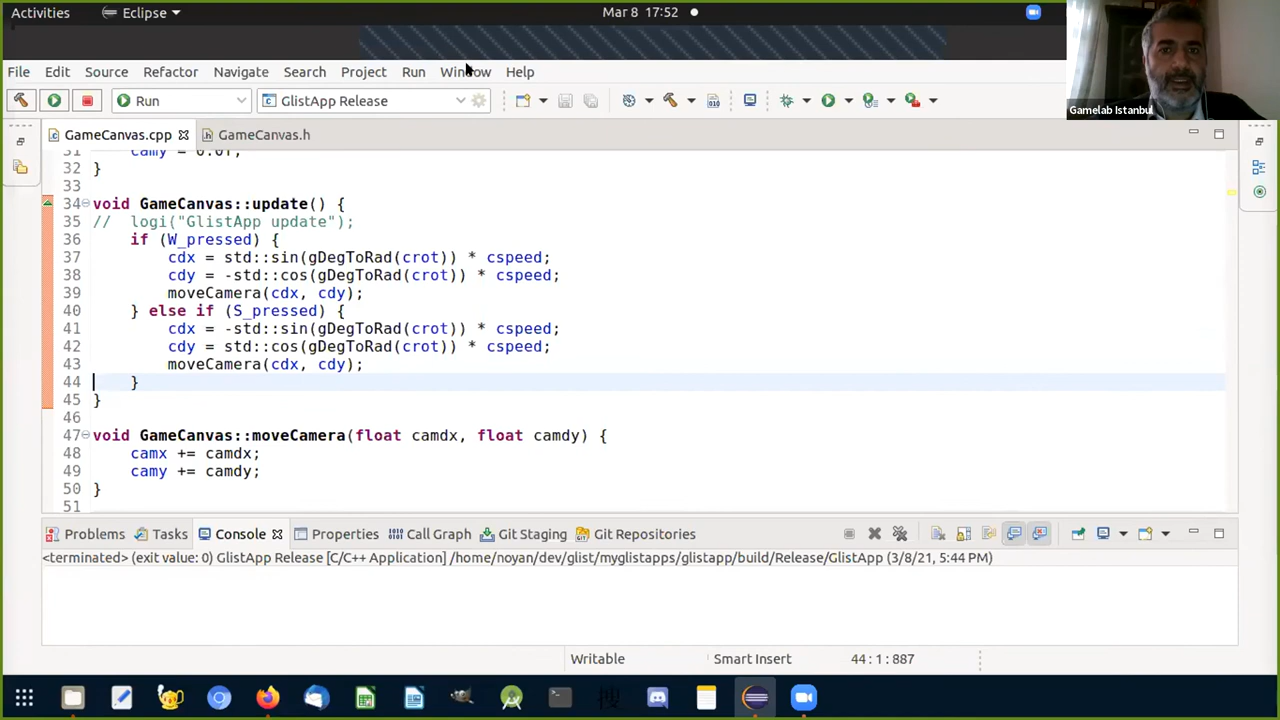 Activities
Eclipse
Mar 8 17:52
Gamelab Istanbul
File Edit Source Refactor Navigate Search Project Run Window Help
Run
GlistApp Release
GameCanvas.cpp
GameCanvas.h
31 camy = 0.0f;
32 }
33
34 void GameCanvas::update() {
35 // logi("GlistApp update");
36 if (W_pressed) {
37 cdx = std::sin(gDegToRad(crot)) * cspeed;
38 cdy = -std::cos(gDegToRad(crot)) * cspeed;
39 moveCamera(cdx, cdy);
40 } else if (S_pressed) {
41 cdx = -std::sin(gDegToRad(crot)) * cspeed;
42 cdy = std::cos(gDegToRad(crot)) * cspeed;
43 moveCamera(cdx, cdy);
44 }
45 }
46
47 void GameCanvas::moveCamera(float camdx, float camdy) {
48 camx += camdx;
49 camy += camdy;
50 }
51
Problems Tasks Console Properties Call Graph Git Staging Git Repositories
<terminated> (exit value: 0) GlistApp Release [C/C++ Application] /home/noyan/dev/glist/myglistapps/glistapp/build/Release/GlistApp (3/8/21, 5:44 PM)
Writable Smart Insert 44 : 1 : 887
搜